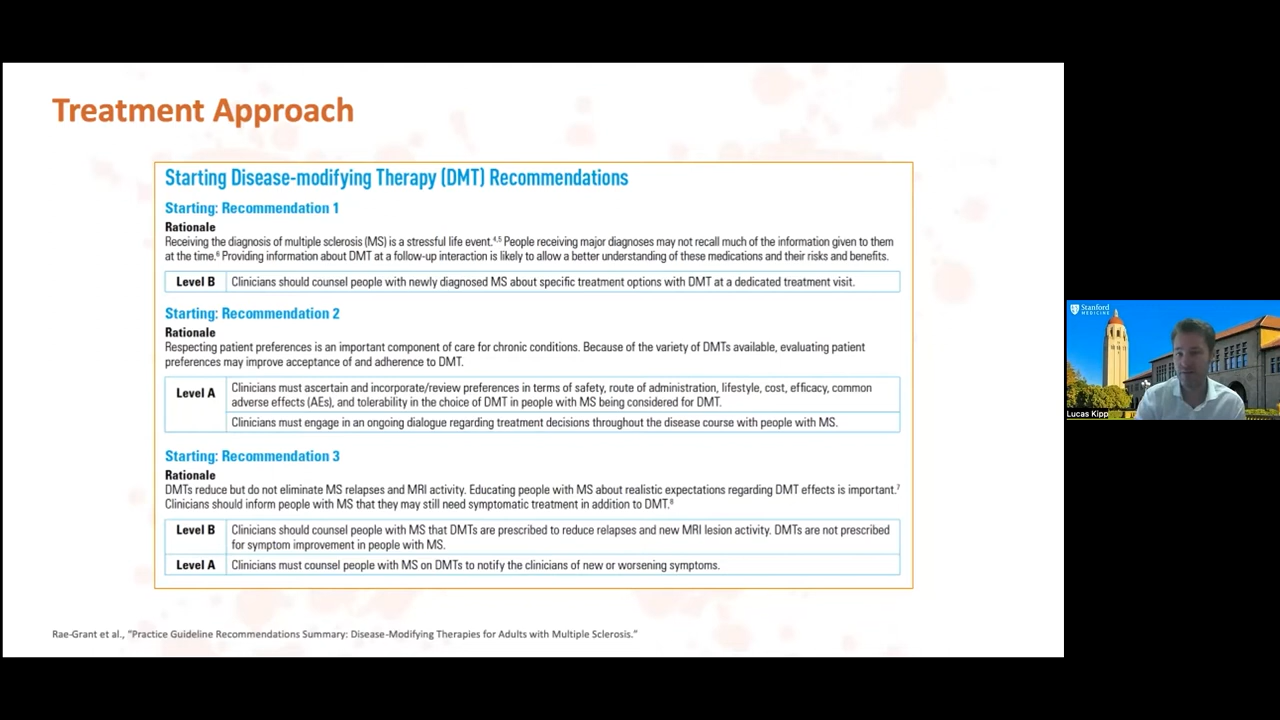 Treatment Approach
Starting Disease-modifying Therapy (DMT) Recommendations
Starting: Recommendation 1
Rationale
Receiving the diagnosis of multiple sclerosis (MS) is a stressful life event.4,5 People receiving major diagnoses may not recall much of the information given to them
at the time.6 Providing information about DMT at a follow-up interaction is likely to allow a better understanding of these medications and their risks and benefits.
Level B Clinicians should counsel people with newly diagnosed MS about specific treatment options with DMT at a dedicated treatment visit.
Starting: Recommendation 2
Rationale
Respecting patient preferences is an important component of care for chronic conditions. Because of the variety of DMTs available, evaluating patient
preferences may improve acceptance of and adherence to DMT.
Level A Clinicians must ascertain and incorporate/review preferences in terms of safety, route of administration, lifestyle, cost, efficacy, common
adverse effects (AEs), and tolerability in the choice of DMT in people with MS being considered for DMT.
Clinicians must engage in an ongoing dialogue regarding treatment decisions throughout the disease course with people with MS.
Starting: Recommendation 3
Rationale
DMTs reduce but do not eliminate MS relapses and MRI activity. Educating people with MS about realistic expectations regarding DMT effects is important.7
Clinicians should inform people with MS that they may still need symptomatic treatment in addition to DMT.8
Level B Clinicians should counsel people with MS that DMTs are prescribed to reduce relapses and new MRI lesion activity. DMTs are not prescribed
for symptom improvement in people with MS.
Level A Clinicians must counsel people with MS on DMTs to notify the clinicians of new or worsening symptoms.
Rae-Grant et al., "Practice Guideline Recommendations Summary: Disease-Modifying Therapies for Adults with Multiple Sclerosis."
Stanford
MEDICINE
Lucas Kipp